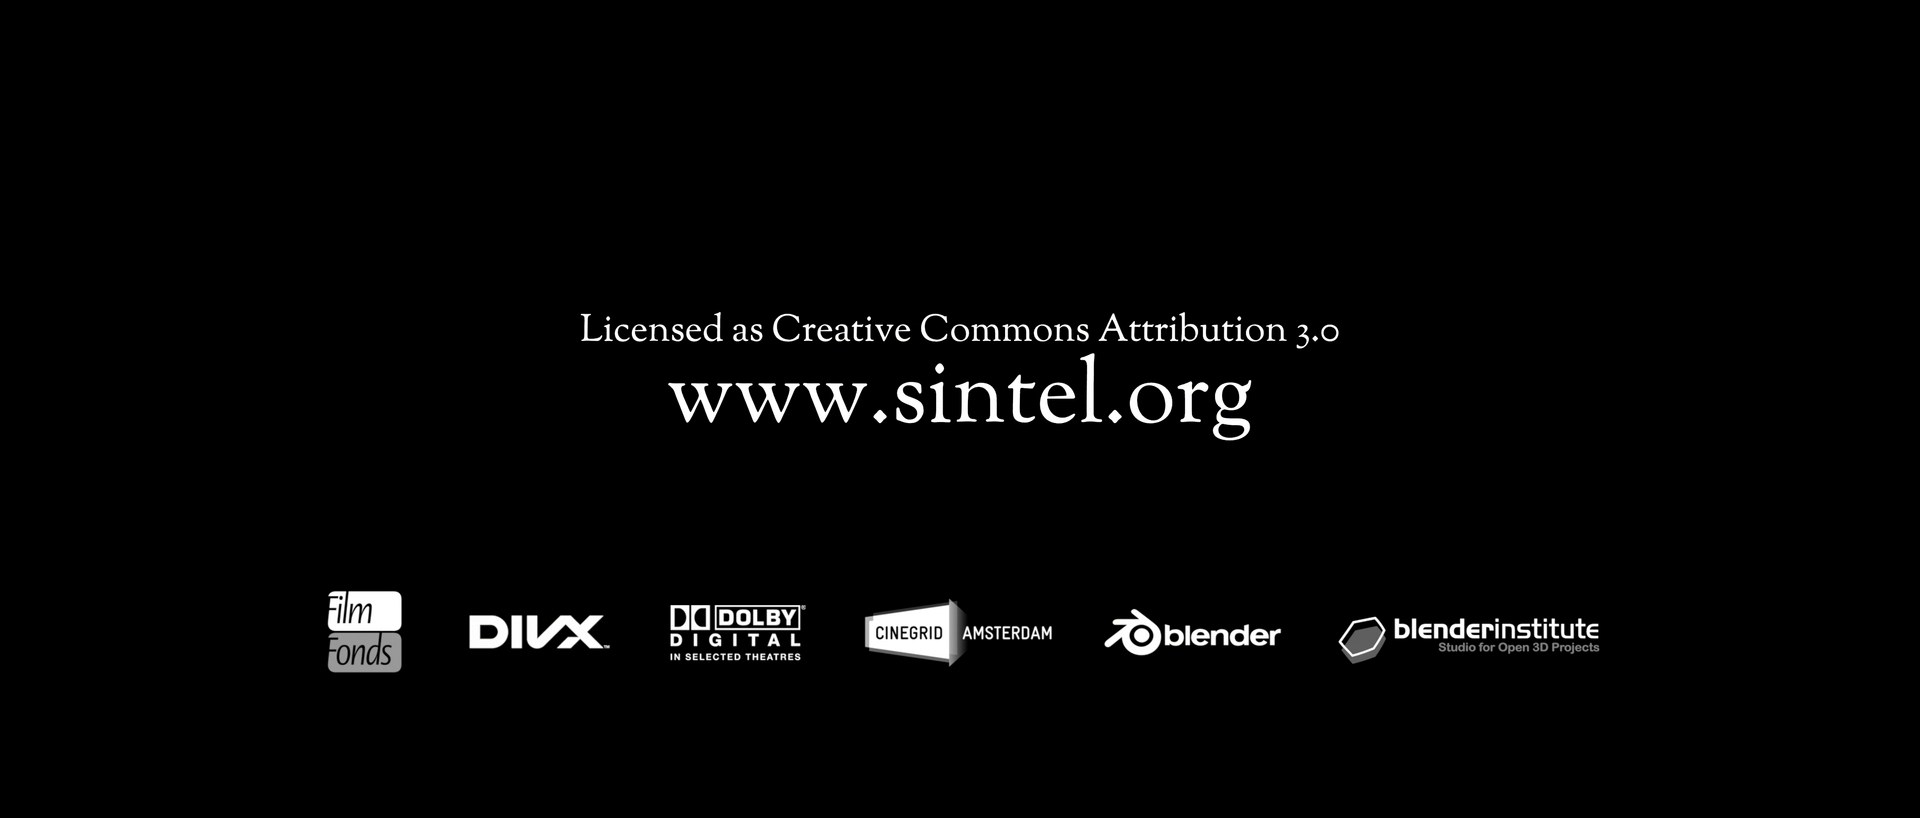 Licensed as Creative Commons Attribution 3.0
www.sintel.org
Film
Fonds
DIVX™
DOLBY®
DIGITAL
IN SELECTED THEATRES
CINEGRID AMSTERDAM
blender
blenderinstitute
Studio for Open 3D Projects